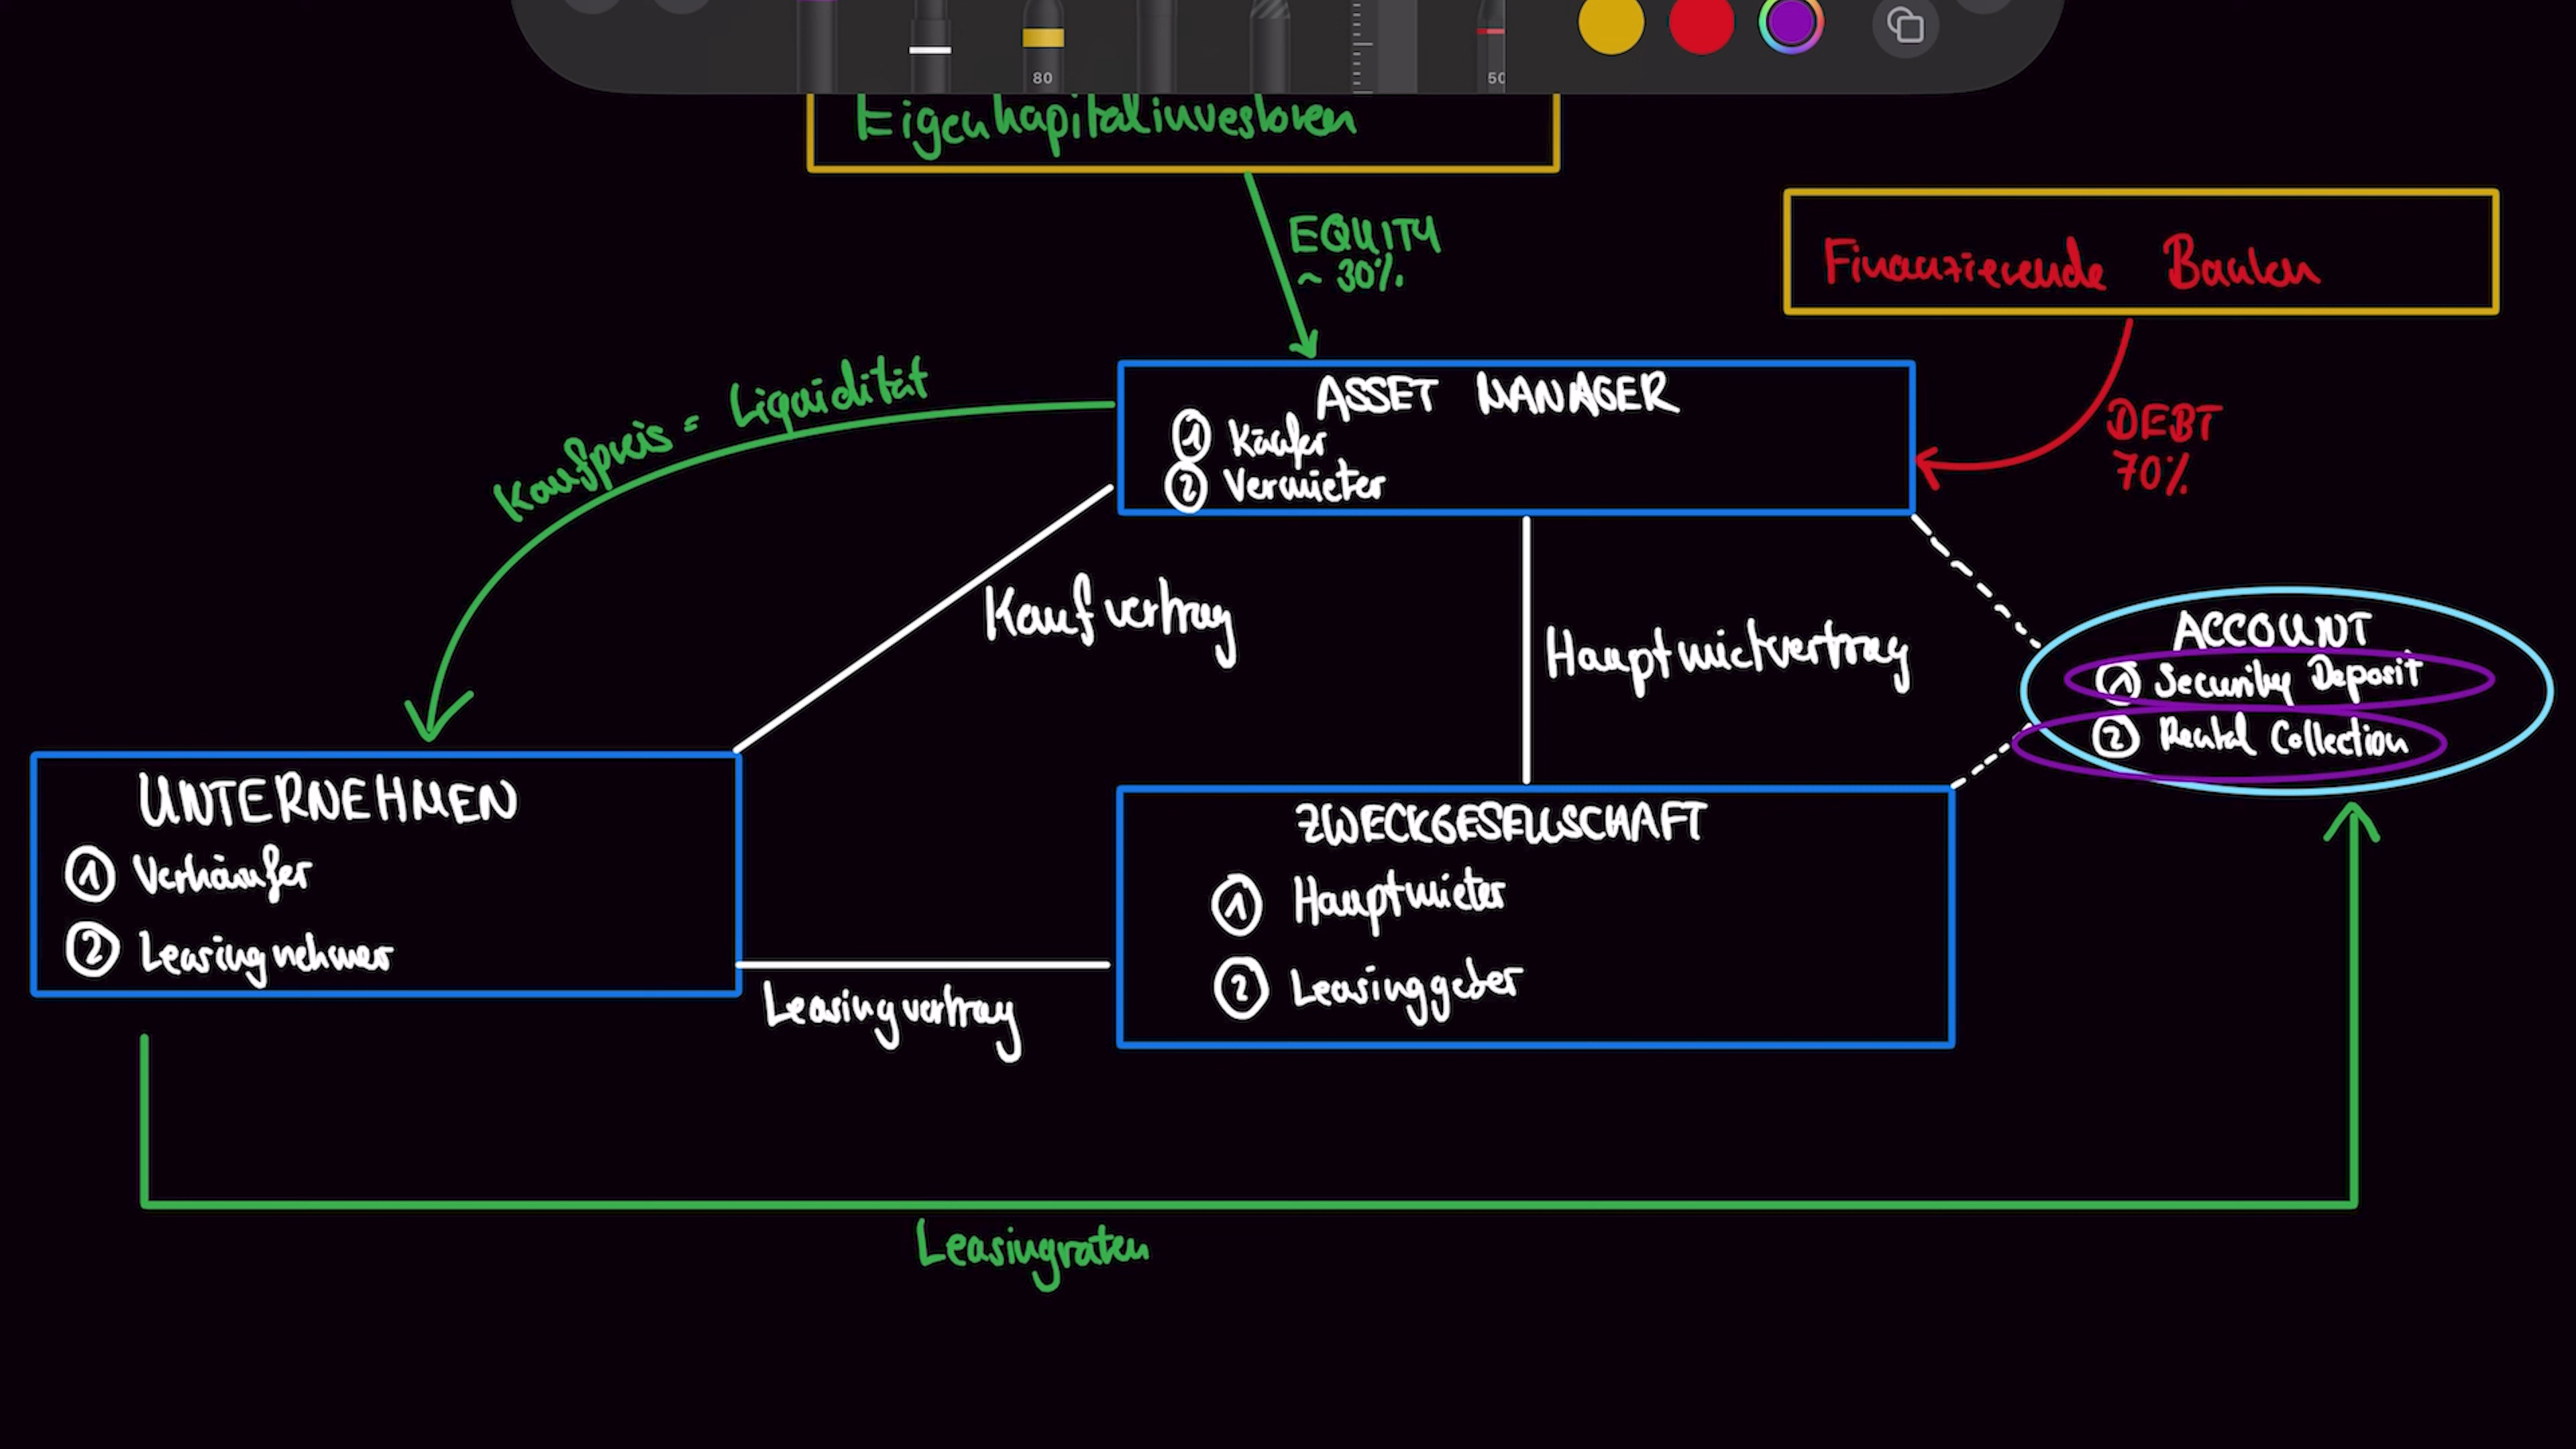 80
50
Eigenkapitalinvestoren
EQUITY
~ 30%
Finanzierende Banken
DEBT
70%
Kaufpreis = Liquidität
ASSET MANAGER
1 Käufer
2 Vermieter
Kaufvertrag
Hauptmietvertrag
ACCOUNT
1 Security Deposit
2 Rental Collection
UNTERNEHMEN
1 Verkäufer
2 Leasingnehmer
Leasingvertrag
ZWECKGESELLSCHAFT
1 Hauptmieter
2 Leasinggeber
Leasingraten